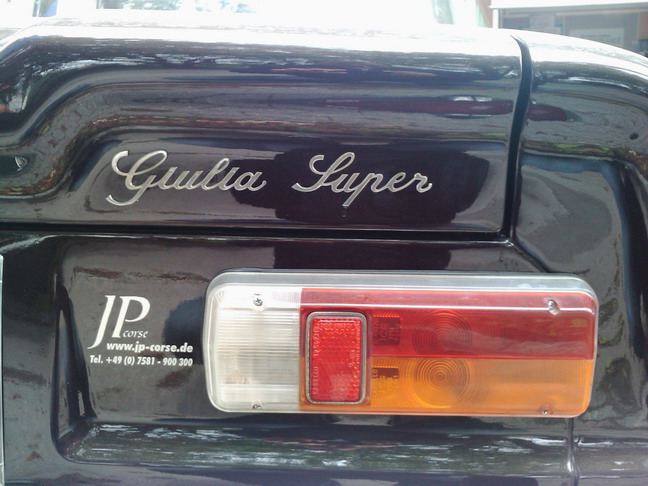 Giulia Super
JP
corse
www.jp-corse.de
Tel. +49 (0) 7581 - 900 300